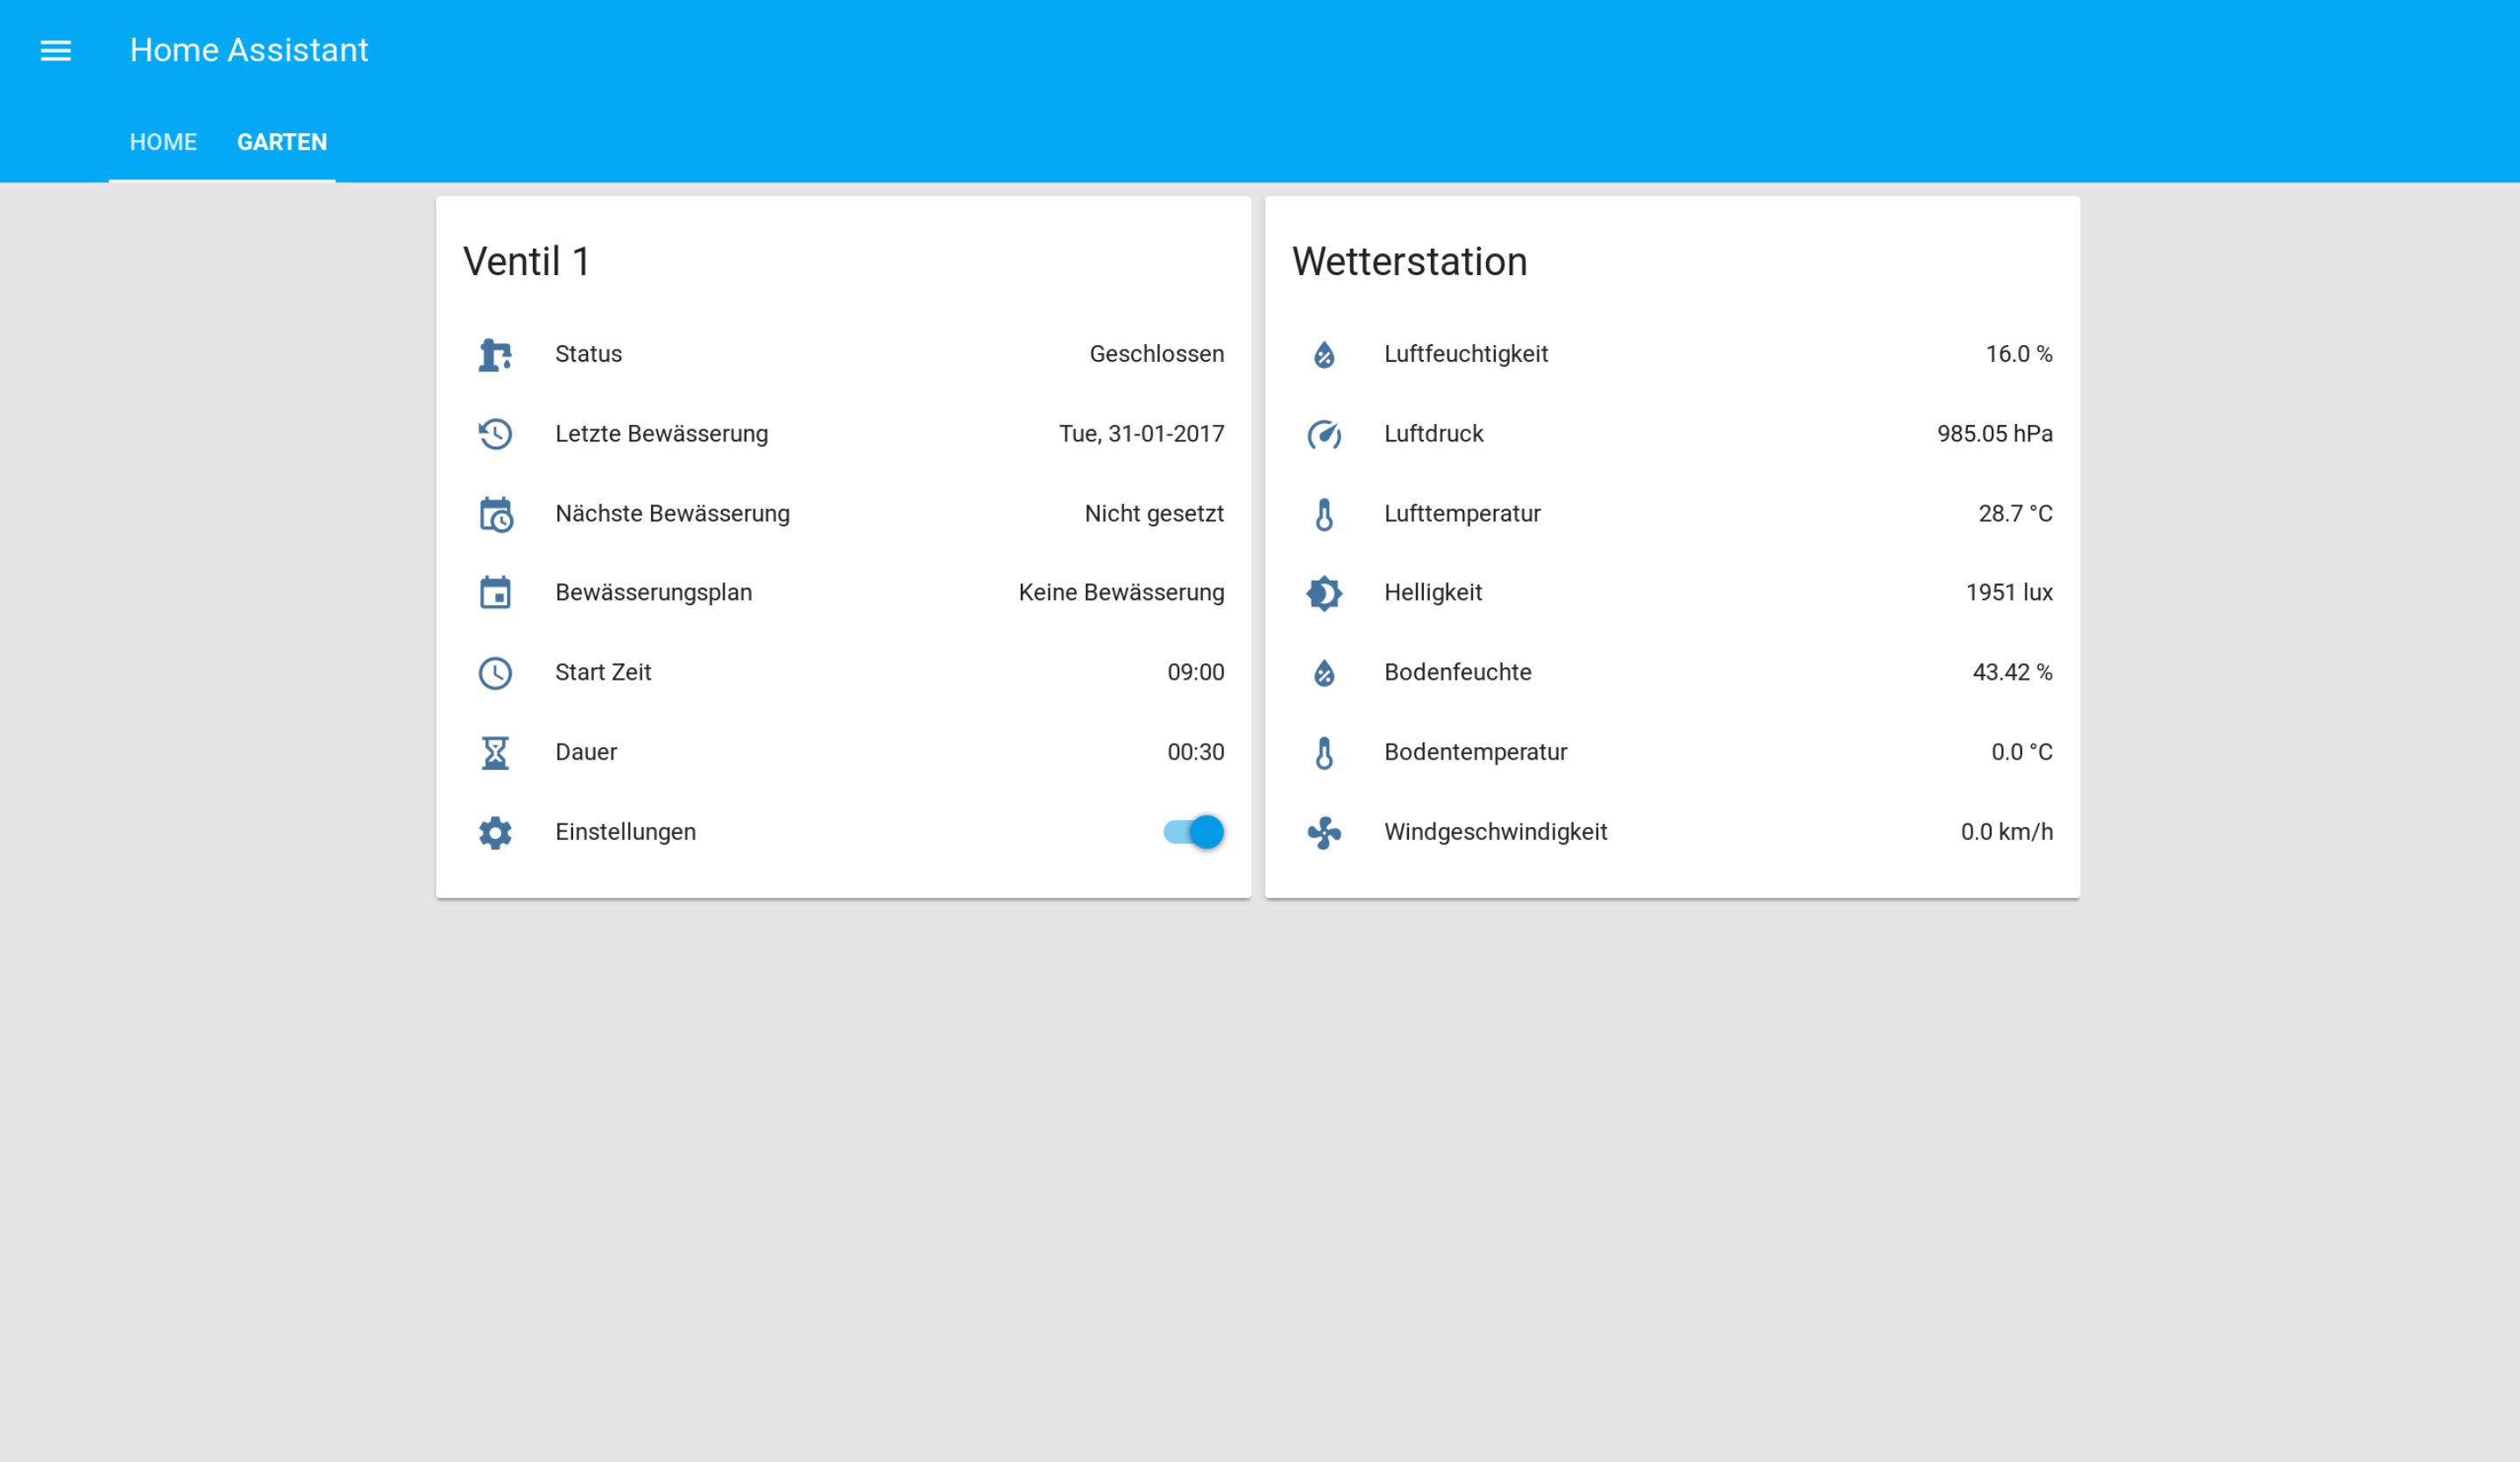 Home Assistant
HOME GARTEN
Ventil 1
Status Geschlossen
Letzte Bewässerung Tue, 31-01-2017
Nächste Bewässerung Nicht gesetzt
Bewässerungsplan Keine Bewässerung
Start Zeit 09:00
Dauer 00:30
Einstellungen
Wetterstation
Luftfeuchtigkeit 16.0 %
Luftdruck 985.05 hPa
Lufttemperatur 28.7 °C
Helligkeit 1951 lux
Bodenfeuchte 43.42 %
Bodentemperatur 0.0 °C
Windgeschwindigkeit 0.0 km/h